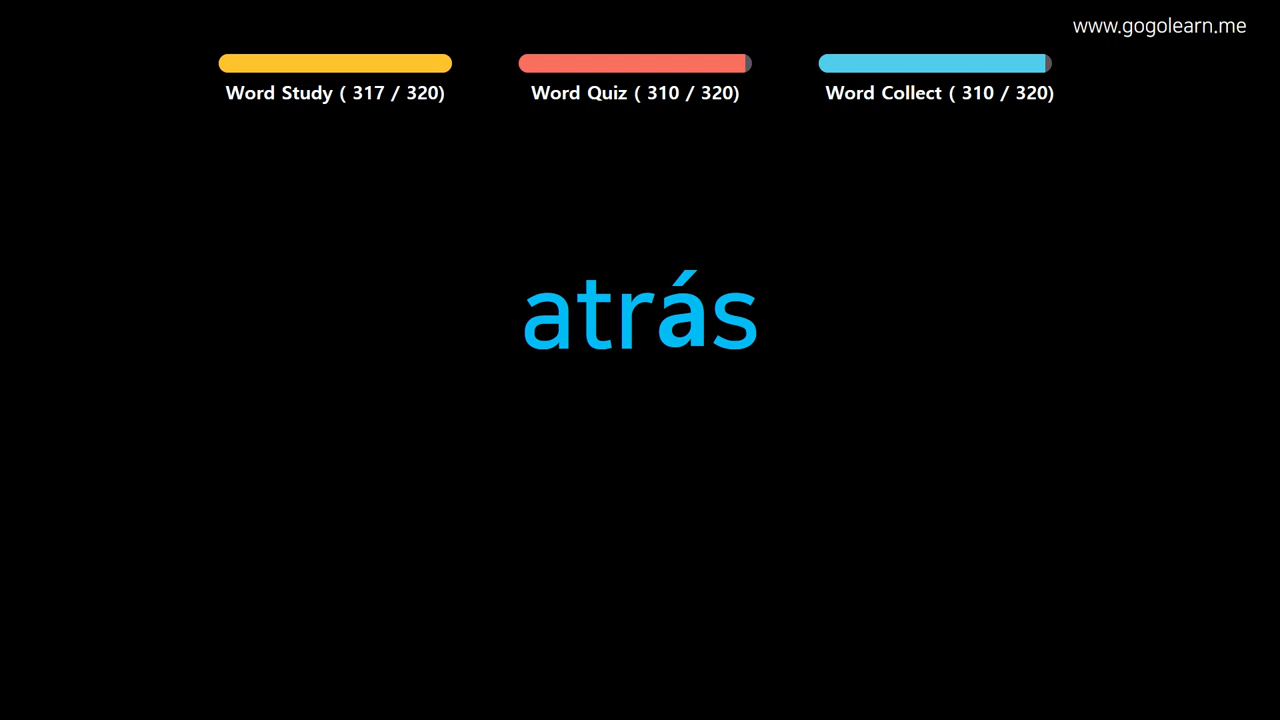 www.gogolearn.me
Word Study ( 317 / 320)
Word Quiz ( 310 / 320)
Word Collect ( 310 / 320)
atrás